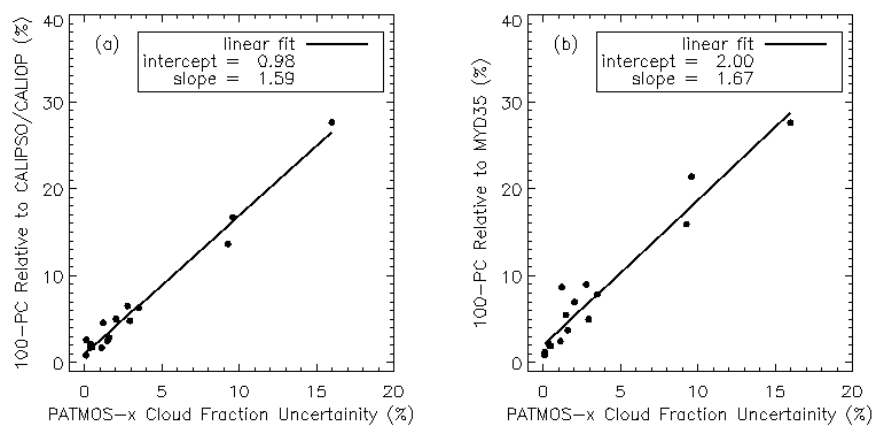 40
30
20
10
0
100-PC Relative to CALIPSO/CALIOP (%)
(a)
linear fit
intercept = 0.98
slope = 1.59
0 5 10 15 20
PATMOS-x Cloud Fraction Uncertainity (%)
40
30
20
10
0
100-PC Relative to MYD35 (%)
(b)
linear fit
intercept = 2.00
slope = 1.67
0 5 10 15 20
PATMOS-x Cloud Fraction Uncertainity (%)